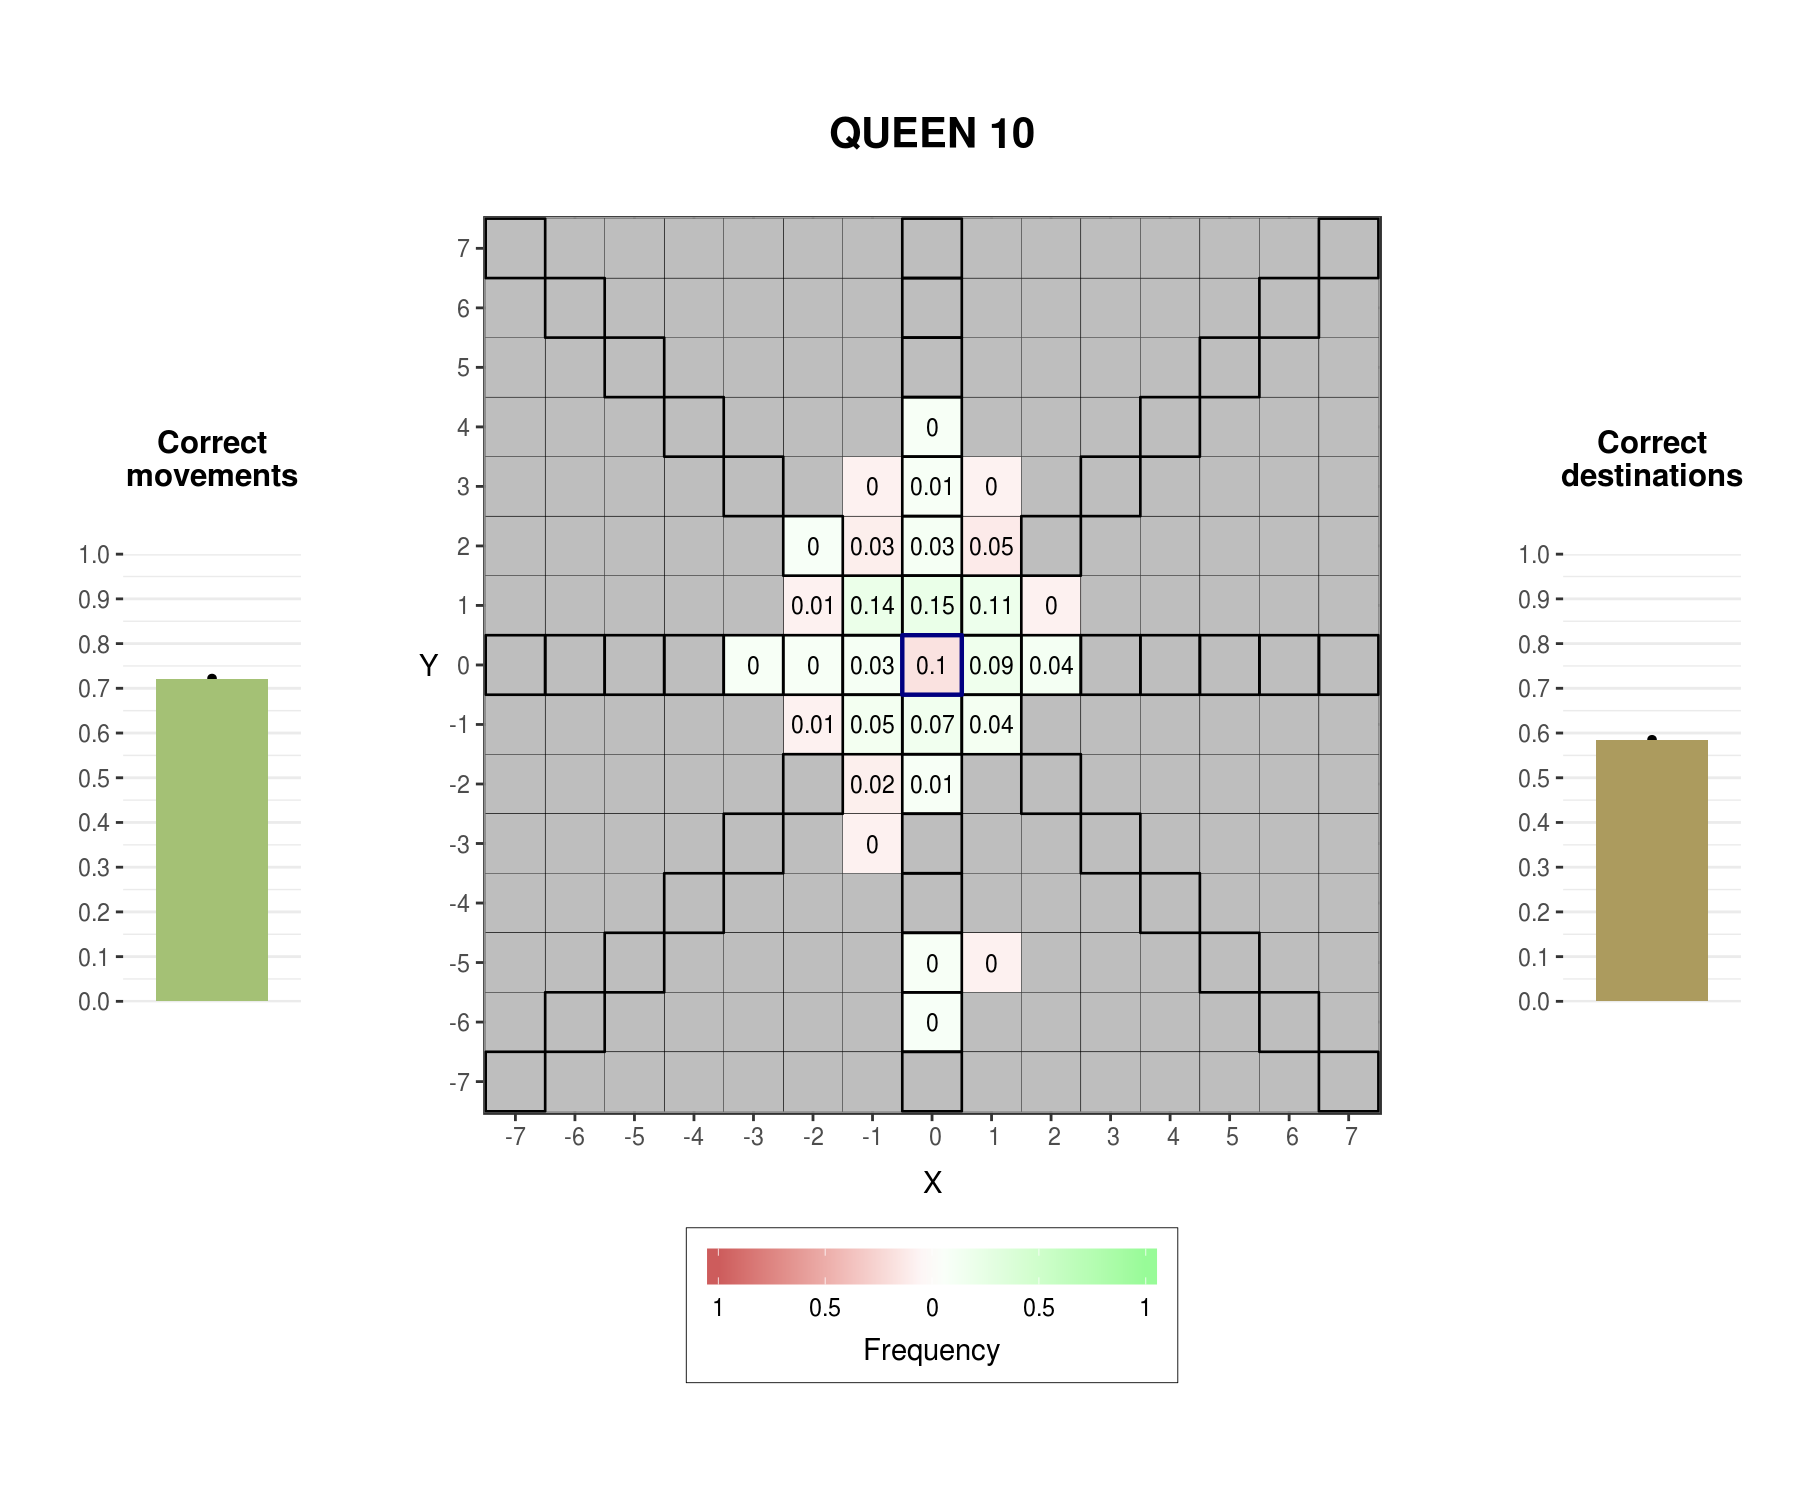 QUEEN 10
Correct
movements
1.0
0.9
0.8
0.7
0.6
0.5
0.4
0.3
0.2
0.1
0.0
Y
7
6
5
4 0
3 0 0.01 0
2 0 0.03 0.03 0.05
1 0.01 0.14 0.15 0.11 0
0 0 0 0.03 0.1 0.09 0.04
-1 0.01 0.05 0.07 0.04
-2 0.02 0.01
-3 0
-4
-5 0 0
-6 0
-7
-7 -6 -5 -4 -3 -2 -1 0 1 2 3 4 5 6 7
X
1 0.5 0 0.5 1
Frequency
Correct
destinations
1.0
0.9
0.8
0.7
0.6
0.5
0.4
0.3
0.2
0.1
0.0